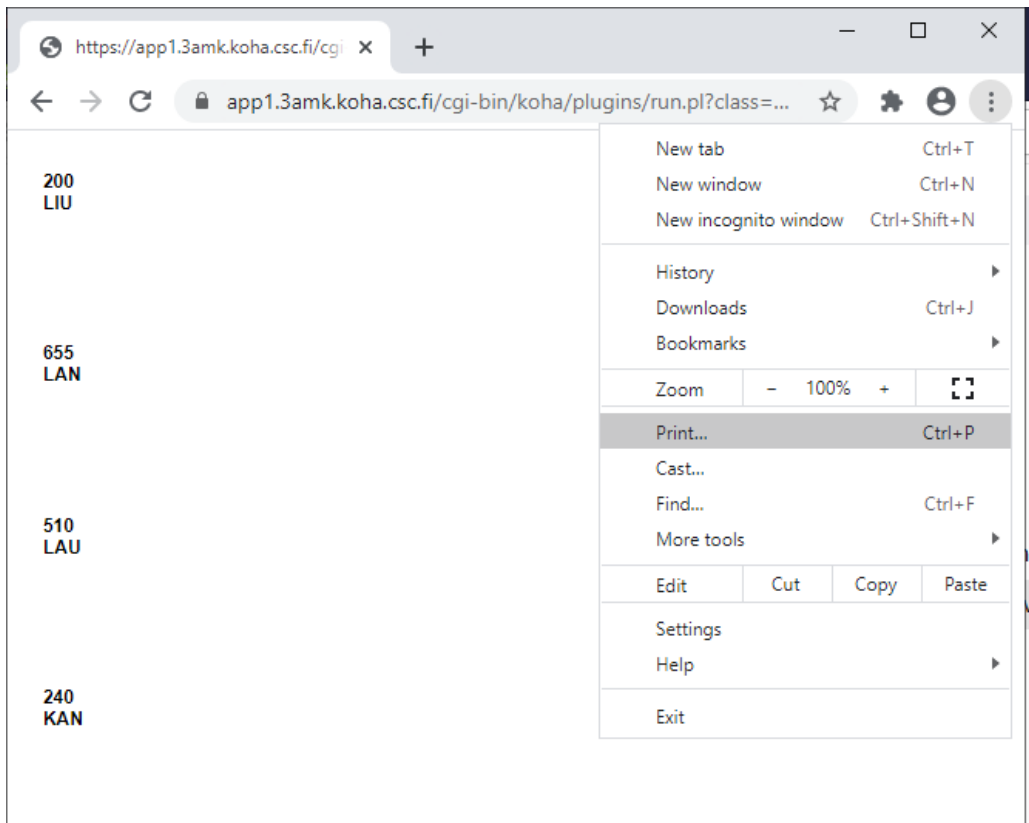 https://app1.3amk.koha.csc.fi/cgi
app1.3amk.koha.csc.fi/cgi-bin/koha/plugins/run.pl?class=...
200
LIU
655
LAN
510
LAU
240
KAN
New tab Ctrl+T
New window Ctrl+N
New incognito window Ctrl+Shift+N
History
Downloads Ctrl+J
Bookmarks
Zoom - 100% +
Print... Ctrl+P
Cast...
Find... Ctrl+F
More tools
Edit Cut Copy Paste
Settings
Help
Exit